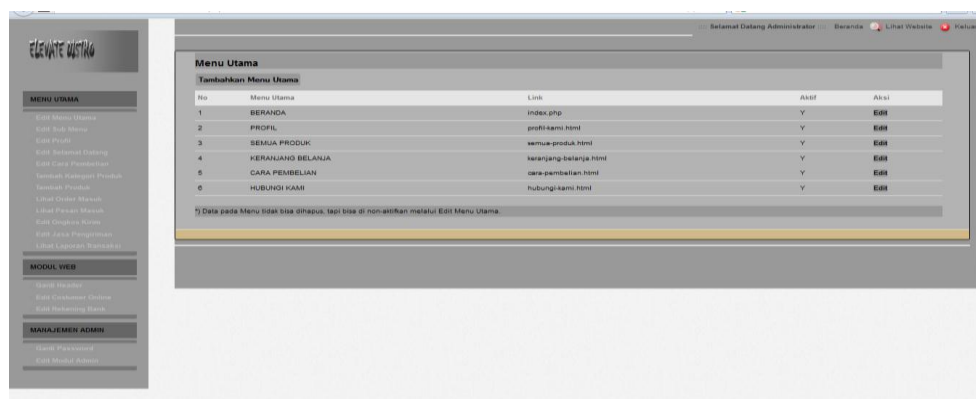 ::: Selamat Datang Administrator ::: Beranda Lihat Website Keluar
ELEVATE DISTRO
MENU UTAMA
Edit Menu Utama
Edit Sub Menu
Edit Profil
Edit Selamat Datang
Edit Cara Pembelian
Tambah Kategori Produk
Tambah Produk
Lihat Order Masuk
Lihat Pesan Masuk
Edit Ongkos Kirim
Edit Jasa Pengiriman
Lihat Laporan Transaksi
MODUL WEB
Ganti Header
Edit Costumer Online
Edit Rekening Bank
MANAJEMEN ADMIN
Ganti Password
Edit Modul Admin
Menu Utama
Tambahkan Menu Utama
No Menu Utama Link Aktif Aksi
1 BERANDA index.php Y Edit
2 PROFIL profil-kami.html Y Edit
3 SEMUA PRODUK semua-produk.html Y Edit
4 KERANJANG BELANJA keranjang-belanja.html Y Edit
5 CARA PEMBELIAN cara-pembelian.html Y Edit
6 HUBUNGI KAMI hubungi-kami.html Y Edit
*) Data pada Menu tidak bisa dihapus, tapi bisa di non-aktifkan melalui Edit Menu Utama.